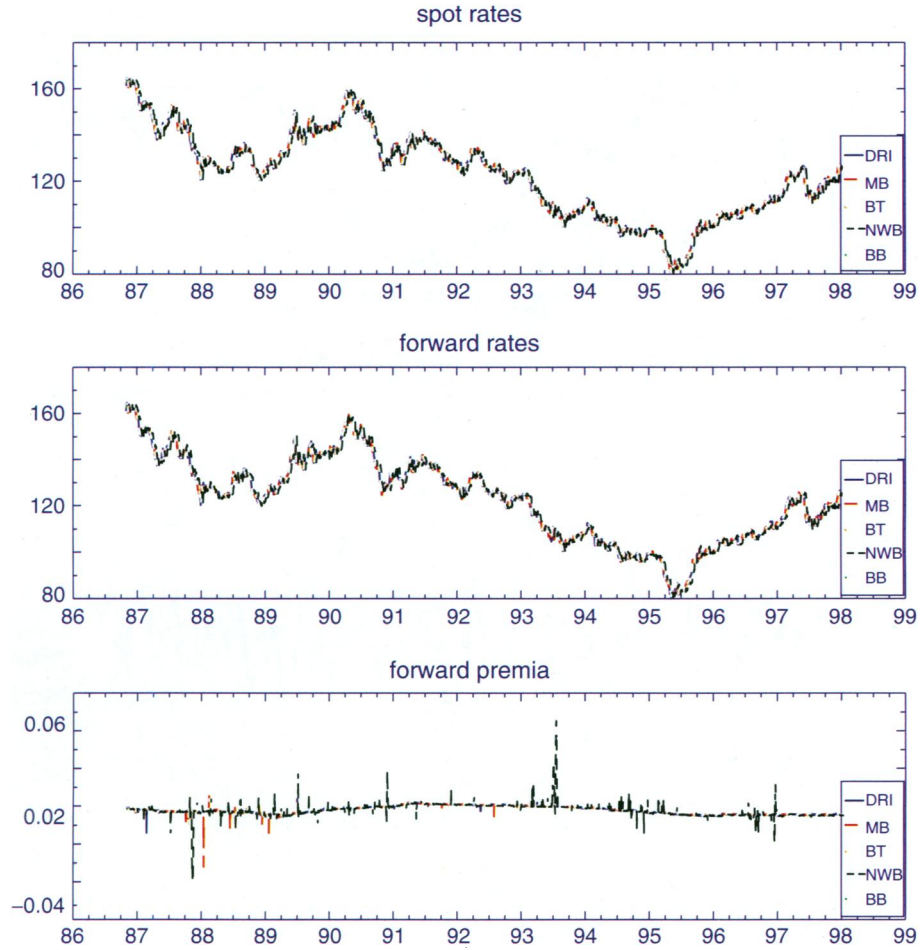 spot rates
160
120
80
86 87 88 89 90 91 92 93 94 95 96 97 98 99
DRI
MB
BT
NWB
BB
forward rates
160
120
80
86 87 88 89 90 91 92 93 94 95 96 97 98 99
DRI
MB
BT
NWB
BB
forward premia
0.06
0.02
−0.04
86 87 88 89 90 91 92 93 94 95 96 97 98 99
DRI
MB
BT
NWB
BB